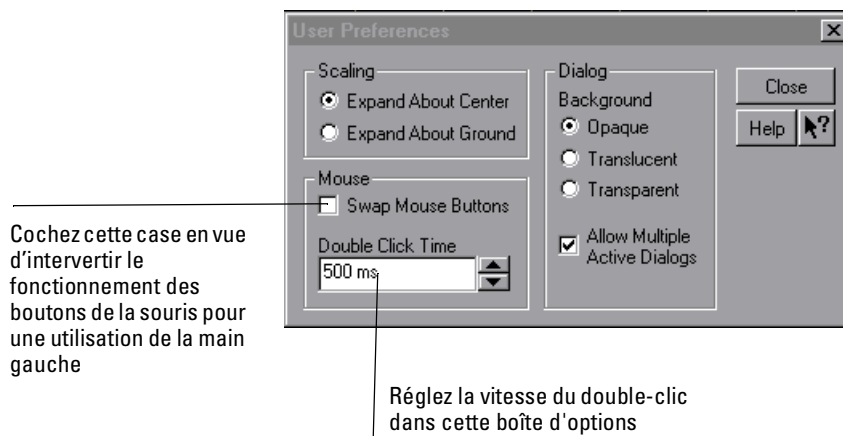 User Preferences
Scaling
Expand About Center
Expand About Ground
Mouse
Swap Mouse Buttons
Double Click Time
500 ms
Dialog
Background
Opaque
Translucent
Transparent
Allow Multiple
Active Dialogs
Close
Help
Cochez cette case en vue
d'intervertir le
fonctionnement des
boutons de la souris pour
une utilisation de la main
gauche
Réglez la vitesse du double-clic
dans cette boîte d'options